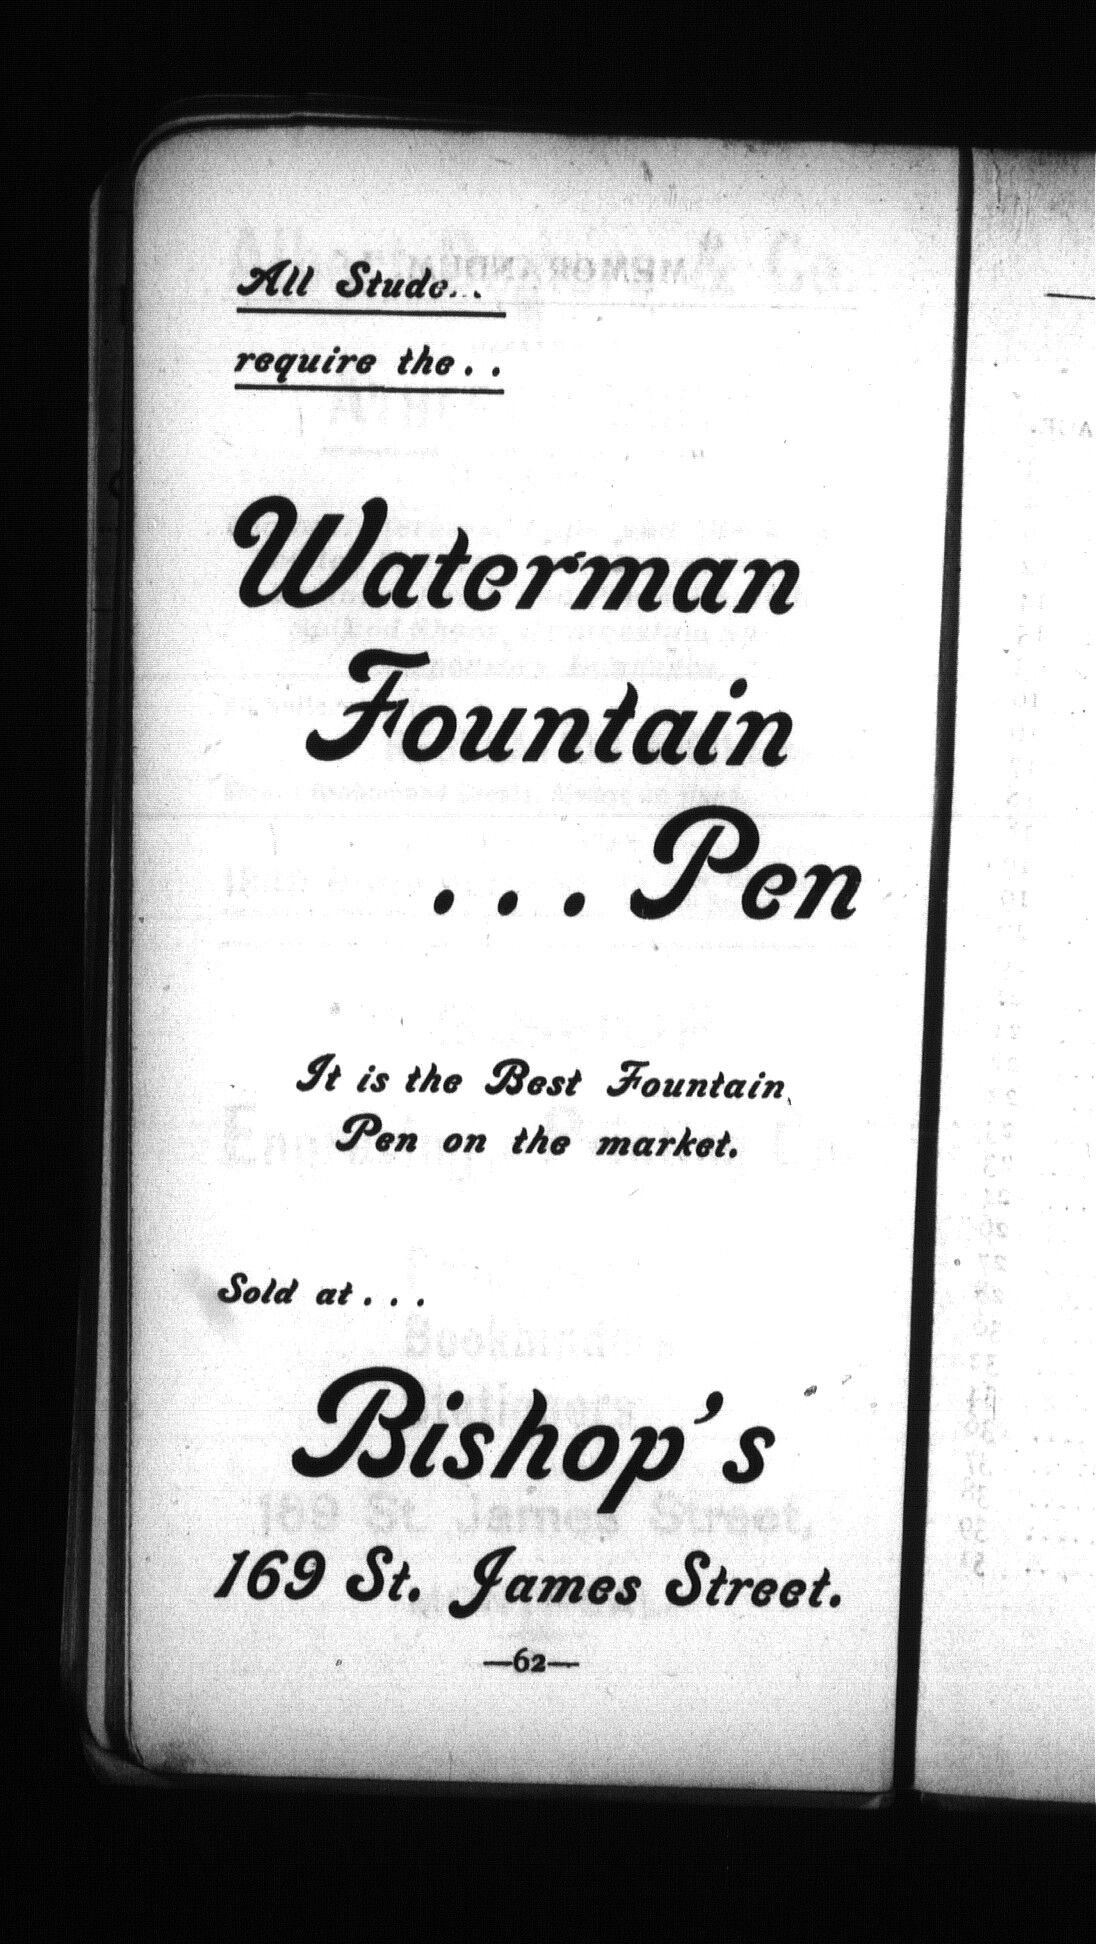 All Stude..
require the . .
Waterman
Fountain
. . . Pen
It is the Best Fountain
Pen on the market.
Sold at . . .
Bishop's
169 St. James Street.
—62—